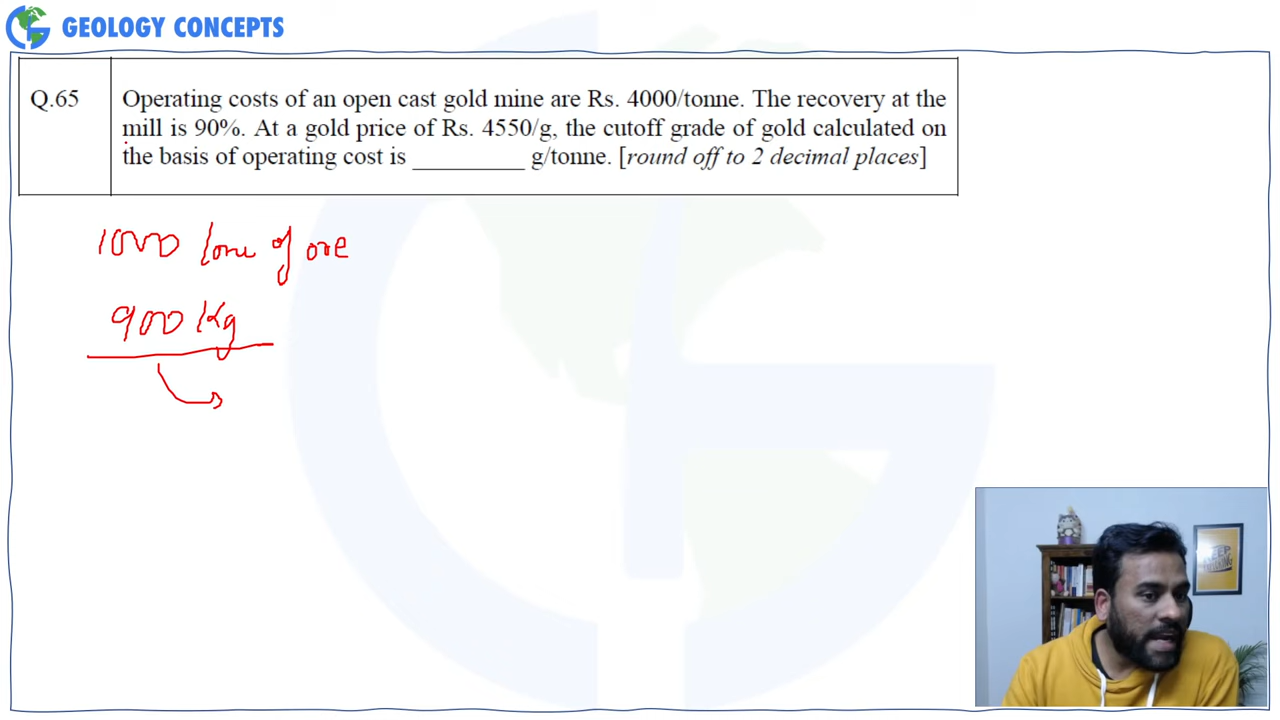 GEOLOGY CONCEPTS
Q.65
Operating costs of an open cast gold mine are Rs. 4000/tonne. The recovery at the
mill is 90%. At a gold price of Rs. 4550/g, the cutoff grade of gold calculated on
the basis of operating cost is _________ g/tonne. [round off to 2 decimal places]
1000 tone of ore
900 Kg
KEEP